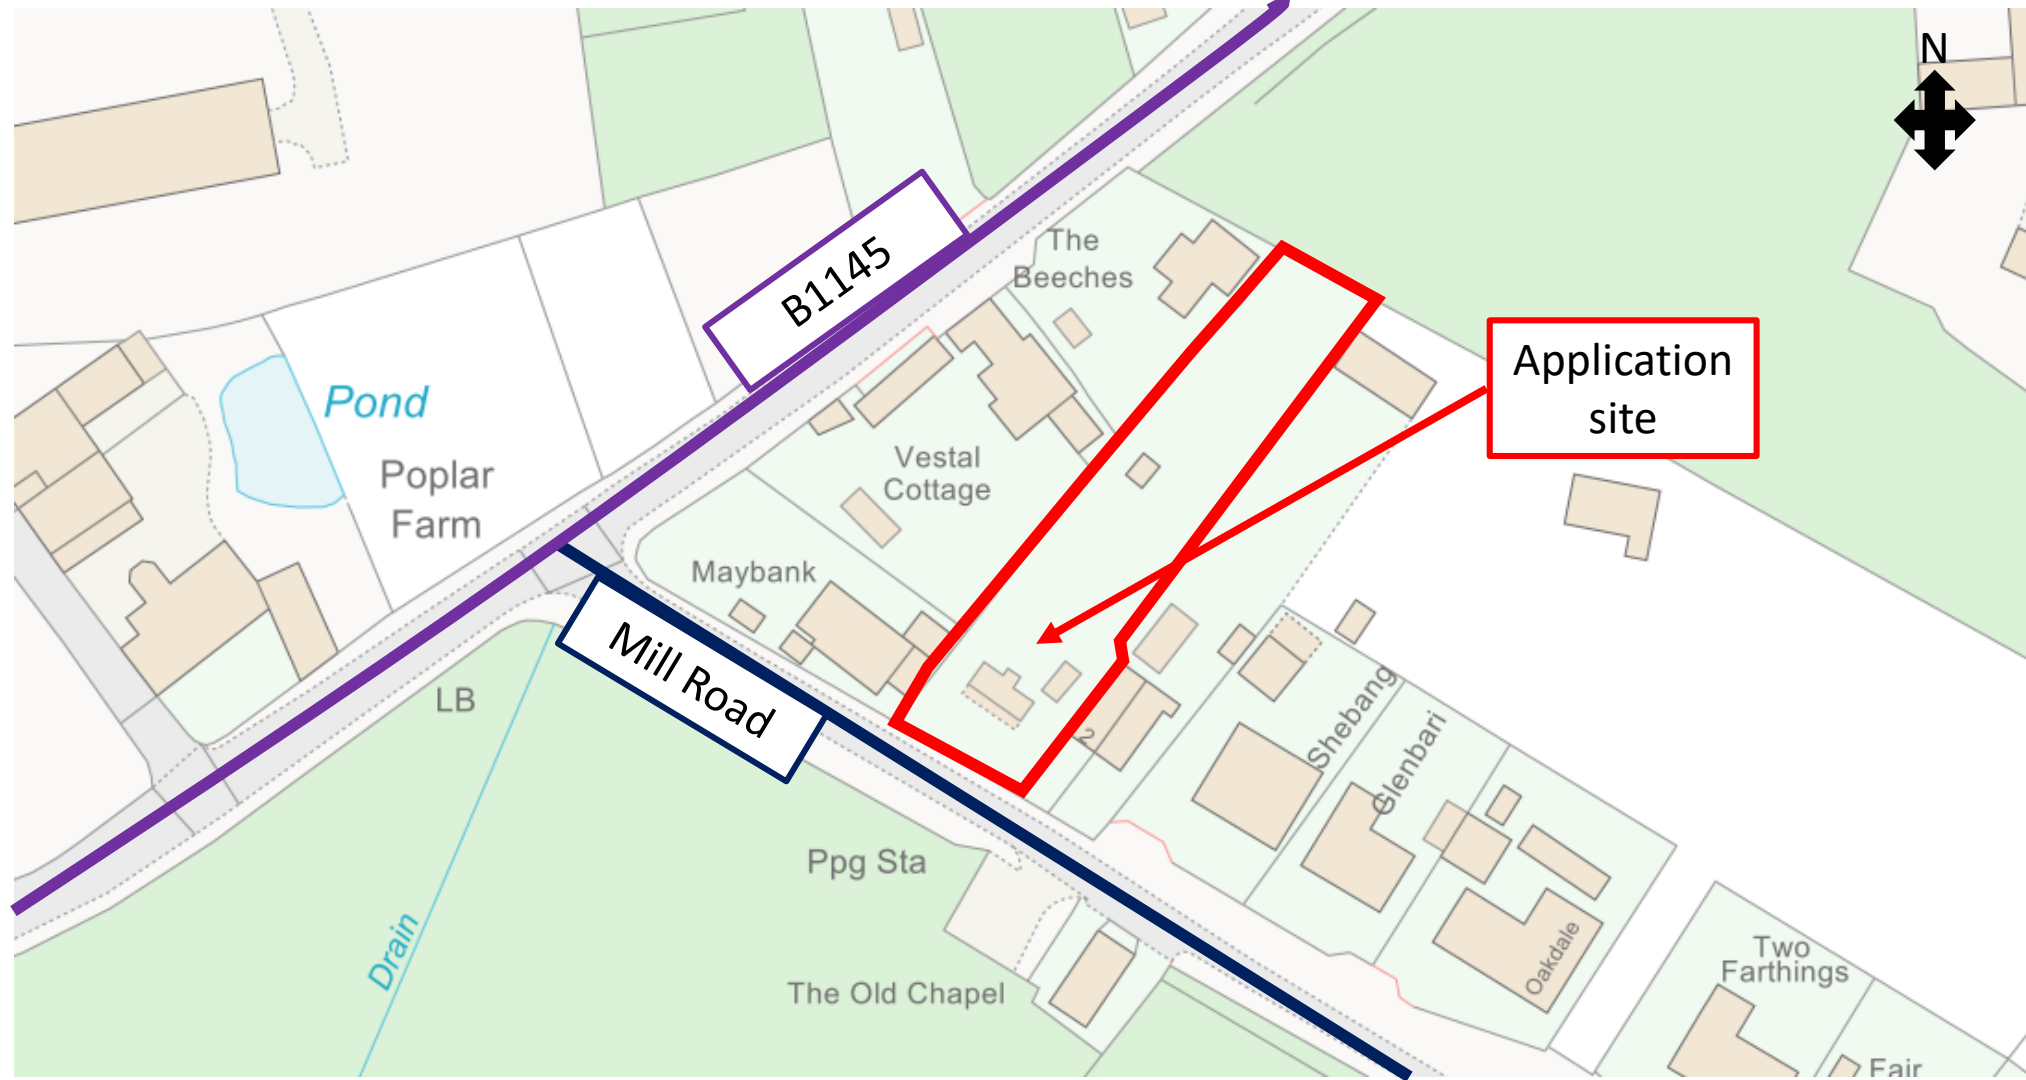 N
The
Beeches
B1145
Application
site
Pond
Poplar
Farm
Vestal
Cottage
Maybank
Mill Road
LB
2
Shebang
Glenbari
Ppg Sta
Drain
The Old Chapel
Oakdale
Two
Farthings
Fair